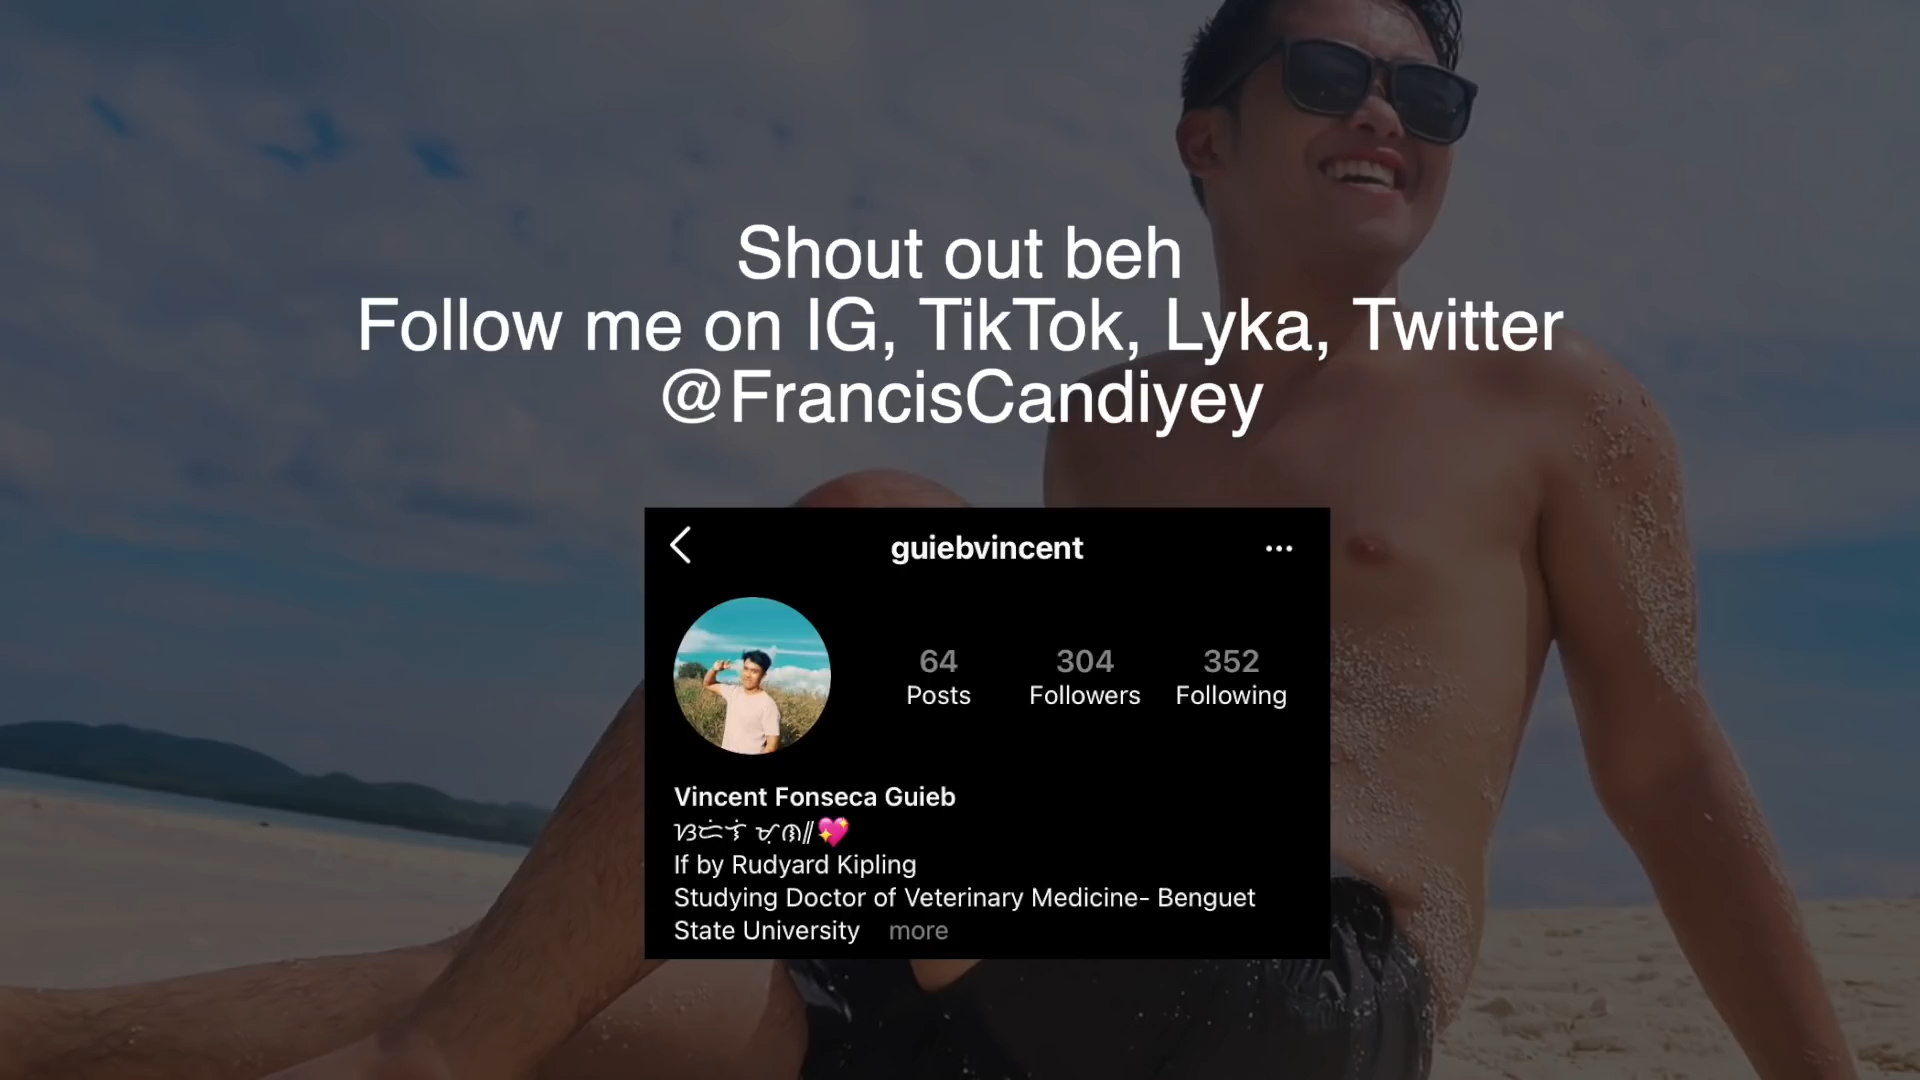 Shout out beh
Follow me on IG, TikTok, Lyka, Twitter
@FrancisCandiyey
guiebvincent
64
304
352
Posts
Followers
Following
Vincent Fonseca Guieb
💖
If by Rudyard Kipling
Studying Doctor of Veterinary Medicine- Benguet
State University more